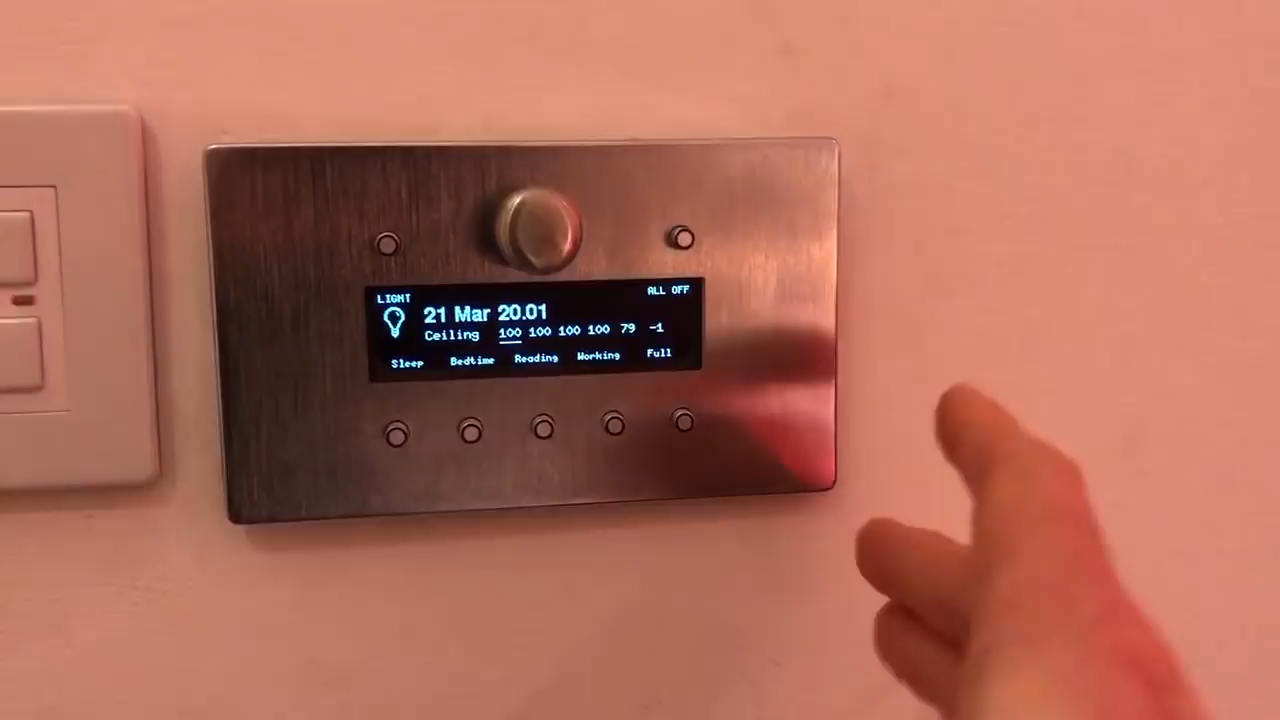 LIGHT
ALL OFF
21 Mar 20.01
Ceiling 100 100 100 100 79 -1
Sleep Bedtime Reading Working Full